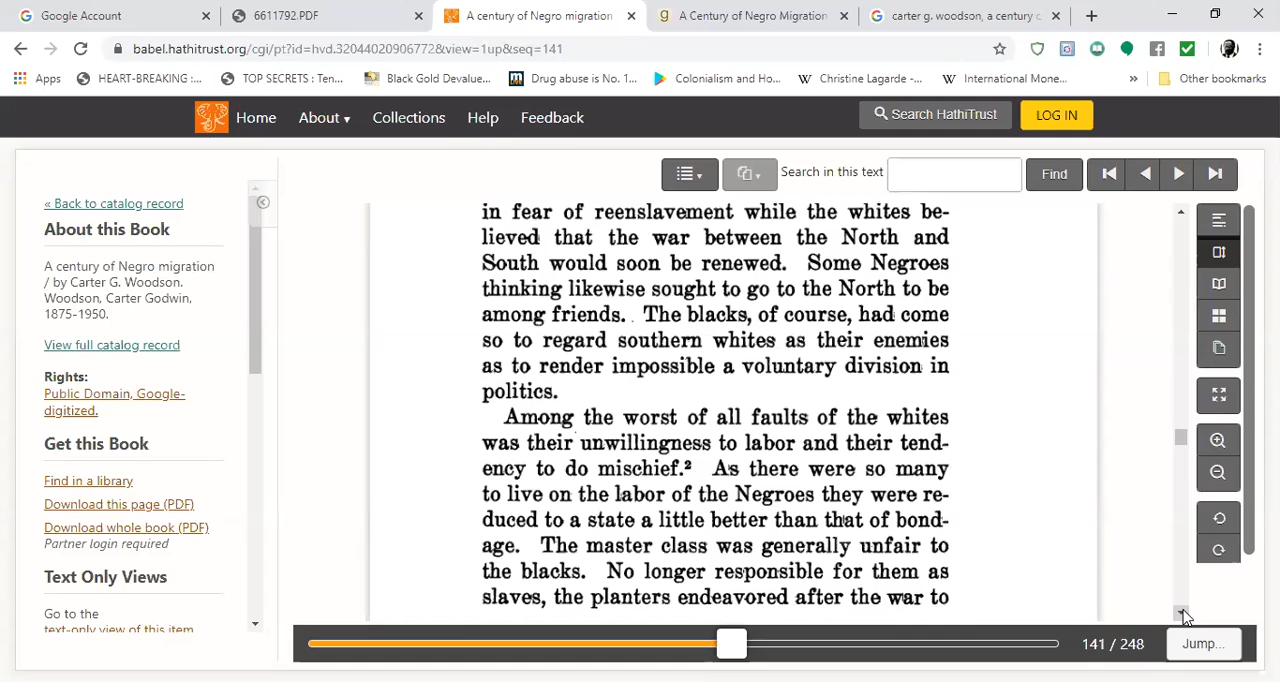 Google Account
6611792.PDF
A century of Negro migration
A Century of Negro Migration
carter g. woodson, a century c
babel.hathitrust.org/cgi/pt?id=hvd.32044020906772&view=1up&seq=141
Apps
HEART-BREAKING :...
TOP SECRETS : Ten...
Black Gold Devalue...
Drug abuse is No. 1...
Colonialism and Ho...
Christine Lagarde -...
International Mone...
»
Other bookmarks
Home
About ▾
Collections
Help
Feedback
Search HathiTrust
LOG IN
Search in this text
Find
« Back to catalog record
About this Book
A century of Negro migration
/ by Carter G. Woodson.
Woodson, Carter Godwin,
1875-1950.
View full catalog record
Rights:
Public Domain, Google-
digitized.
Get this Book
Find in a library
Download this page (PDF)
Download whole book (PDF)
Partner login required
Text Only Views
Go to the
text-only view of this item
in fear of reenslavement while the whites be-
lieved that the war between the North and
South would soon be renewed. Some Negroes
thinking likewise sought to go to the North to be
among friends. The blacks, of course, had come
so to regard southern whites as their enemies
as to render impossible a voluntary division in
politics.
Among the worst of all faults of the whites
was their unwillingness to labor and their tend-
ency to do mischief.² As there were so many
to live on the labor of the Negroes they were re-
duced to a state a little better than that of bond-
age. The master class was generally unfair to
the blacks. No longer responsible for them as
slaves, the planters endeavored after the war to
141 / 248
Jump...